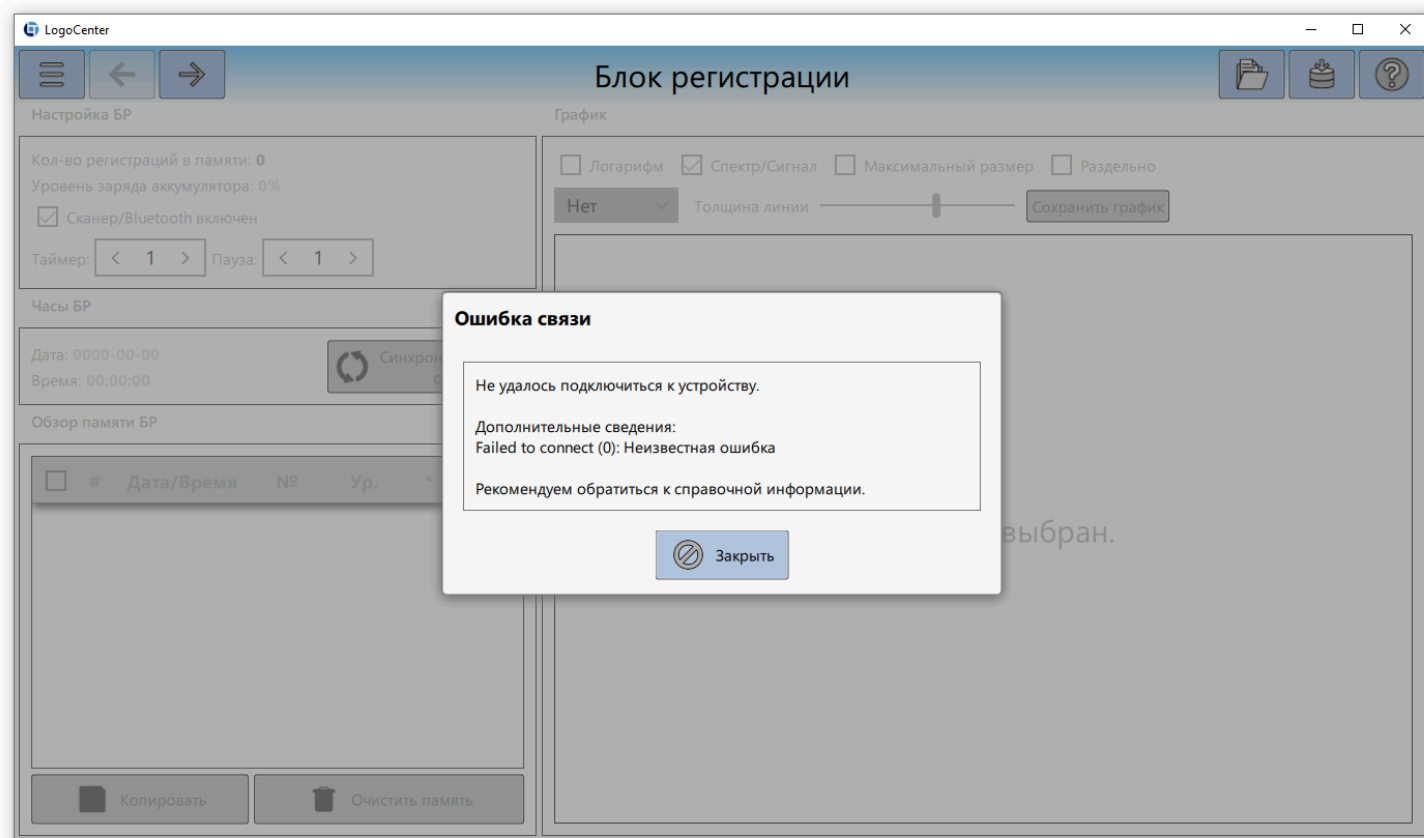 LogoCenter
Блок регистрации
Настройка БР
График
Кол-во регистраций в памяти: 0
Уровень заряда аккумулятора: 0%
Сканер/Bluetooth включен
Таймер: < 1 > Пауза: < 1 >
Логарифм Спектр/Сигнал Максимальный размер Раздельно
Нет Толщина линии Сохранить график
Часы БР
Дата: 0000-00-00
Время: 00:00:00
Обзор памяти БР
# Дата/Время № Ур. *
Ошибка связи
Не удалось подключиться к устройству.
Дополнительные сведения:
Failed to connect (0): Неизвестная ошибка
Рекомендуем обратиться к справочной информации.
Закрыть
выбран.
Копировать
Очистить память